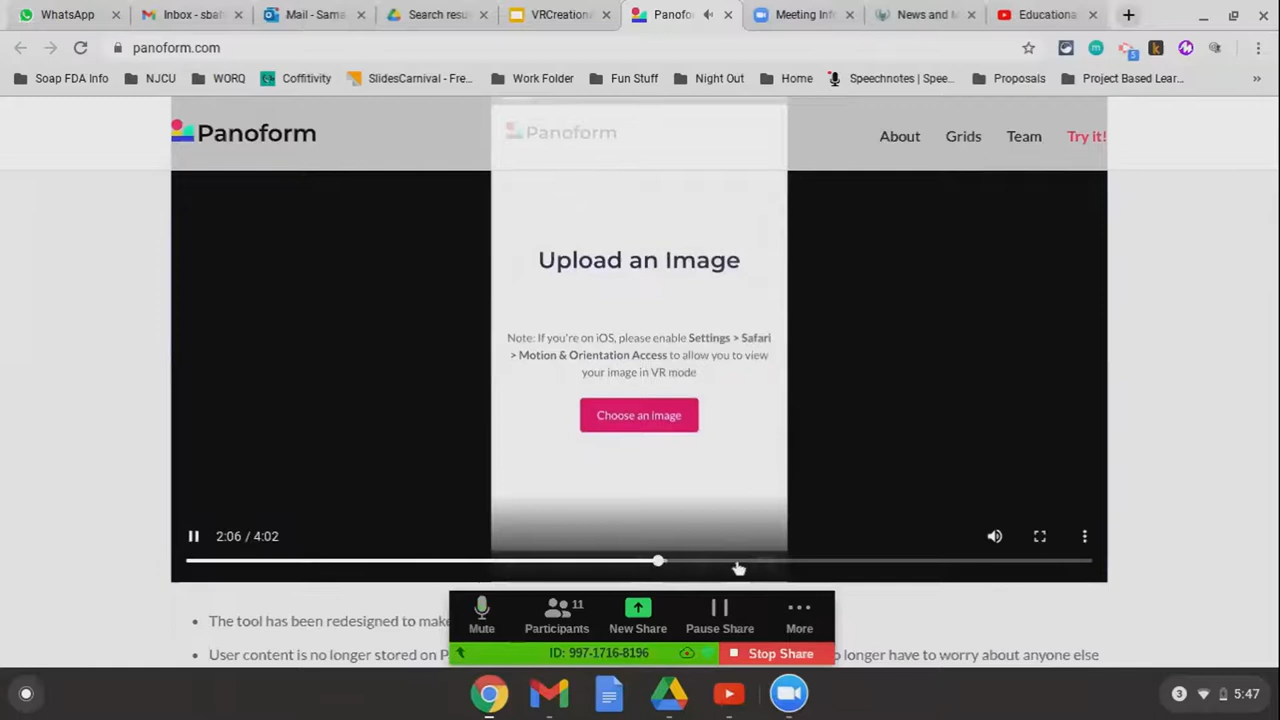 WhatsApp
Inbox - sba
Mail - Sama
Search resu
VRCreation
Panofor
Meeting Inf
News and M
Educationa
panoform.com
5
k
Soap FDA Info
NJCU
WORQ
Coffitivity
SlidesCarnival - Fre...
Work Folder
Fun Stuff
Night Out
Home
Speechnotes | Spee...
Proposals
Project Based Lear...
»
Panoform
Panoform
About
Grids
Team
Try it!
Upload an Image
Note: If you're on iOS, please enable Settings > Safari
> Motion & Orientation Access to allow you to view
your image in VR mode
Choose an image
2:06 / 4:02
The tool has been redesigned to make
11
Mute
Participants
New Share
Pause Share
More
User content is no longer stored on P
ID: 997-1716-8196
Stop Share
o longer have to worry about anyone else
3
5:47